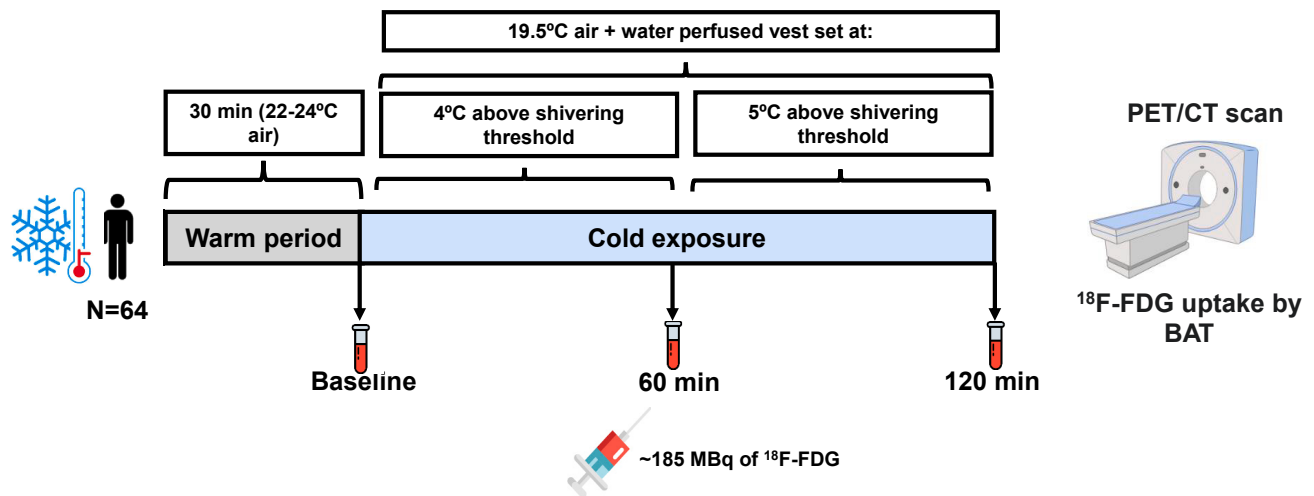 19.5ºC air + water perfused vest set at:
30 min (22-24ºC
air)
4ºC above shivering
threshold
5ºC above shivering
threshold
PET/CT scan
Warm period
Cold exposure
N=64
¹⁸F-FDG uptake by
BAT
Baseline
60 min
120 min
~185 MBq of ¹⁸F-FDG